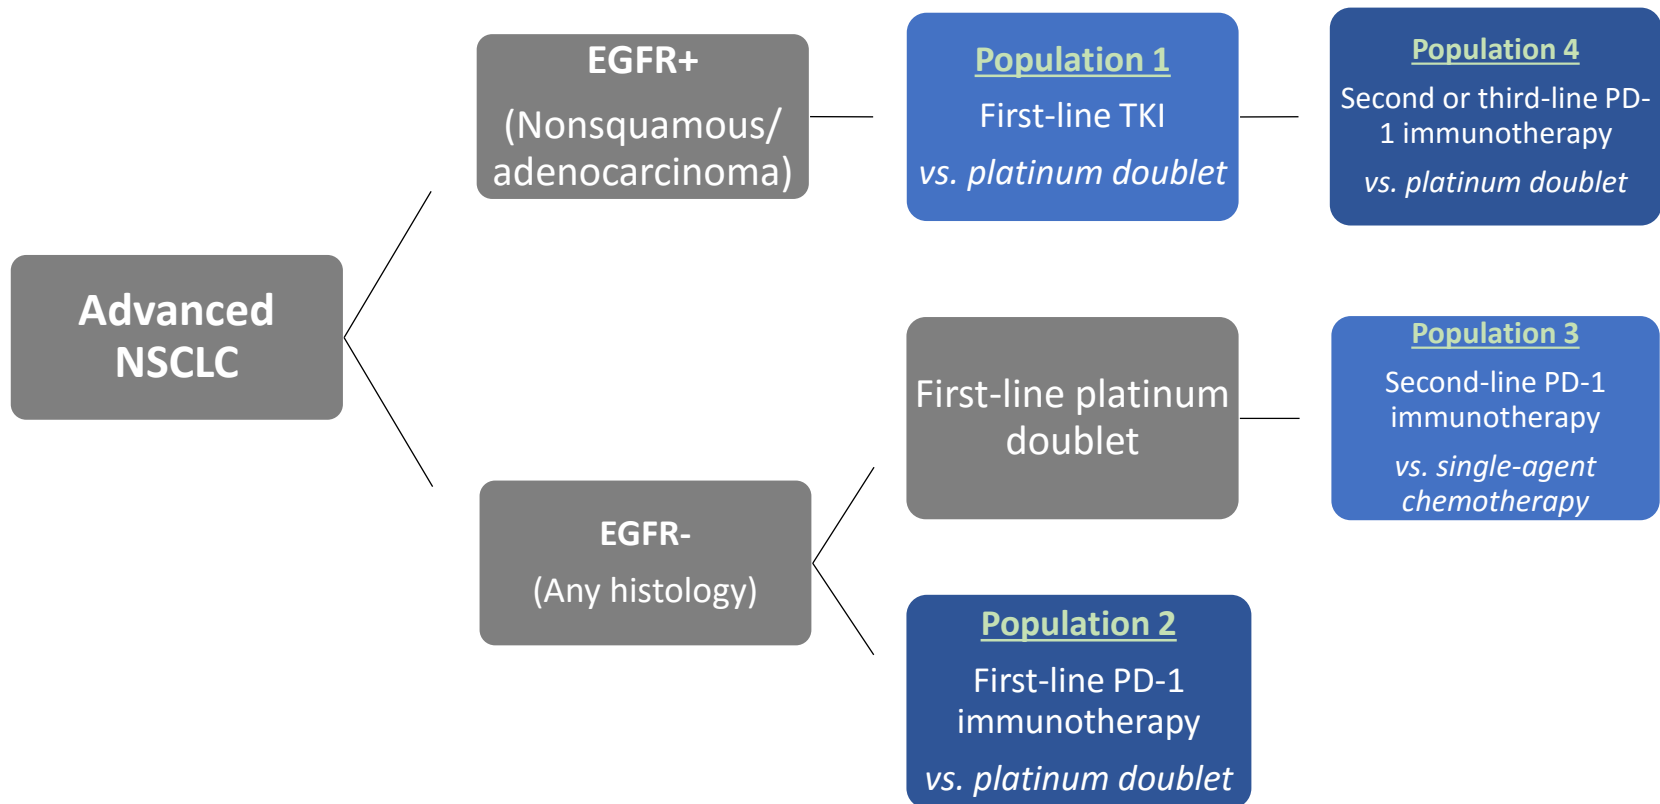 EGFR+
(Nonsquamous/
adenocarcinoma)
Population 1
First-line TKI
vs. platinum doublet
Population 4
Second or third-line PD-
1 immunotherapy
vs. platinum doublet
Advanced
NSCLC
First-line platinum
doublet
Population 3
Second-line PD-1
immunotherapy
vs. single-agent
chemotherapy
EGFR-
(Any histology)
Population 2
First-line PD-1
immunotherapy
vs. platinum doublet